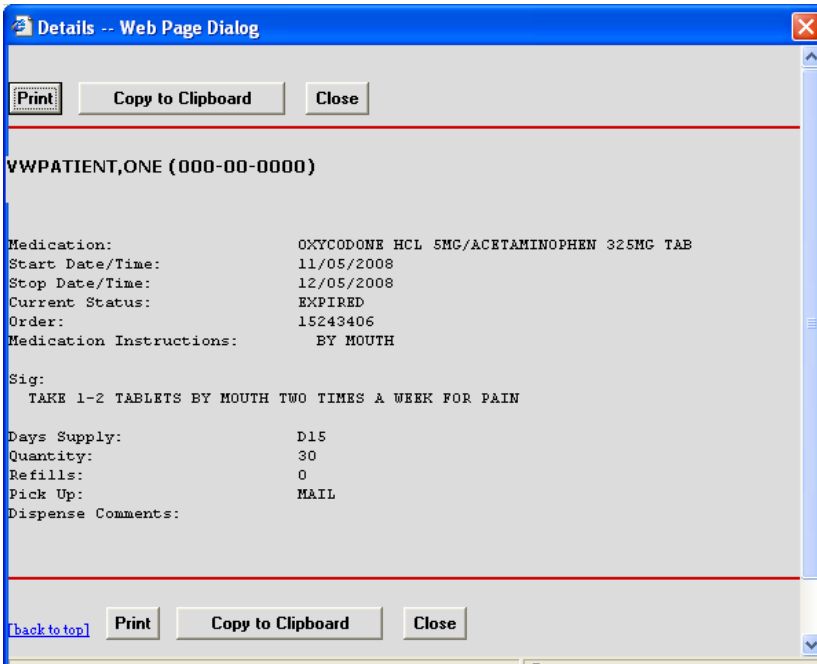 Details -- Web Page Dialog
Print Copy to Clipboard Close
VWPATIENT,ONE (000-00-0000)
Medication: OXYCODONE HCL 5MG/ACETAMINOPHEN 325MG TAB
Start Date/Time: 11/05/2008
Stop Date/Time: 12/05/2008
Current Status: EXPIRED
Order: 15243406
Medication Instructions: BY MOUTH
Sig:
TAKE 1-2 TABLETS BY MOUTH TWO TIMES A WEEK FOR PAIN
Days Supply: D15
Quantity: 30
Refills: 0
Pick Up: MAIL
Dispense Comments:
[back to top] Print Copy to Clipboard Close